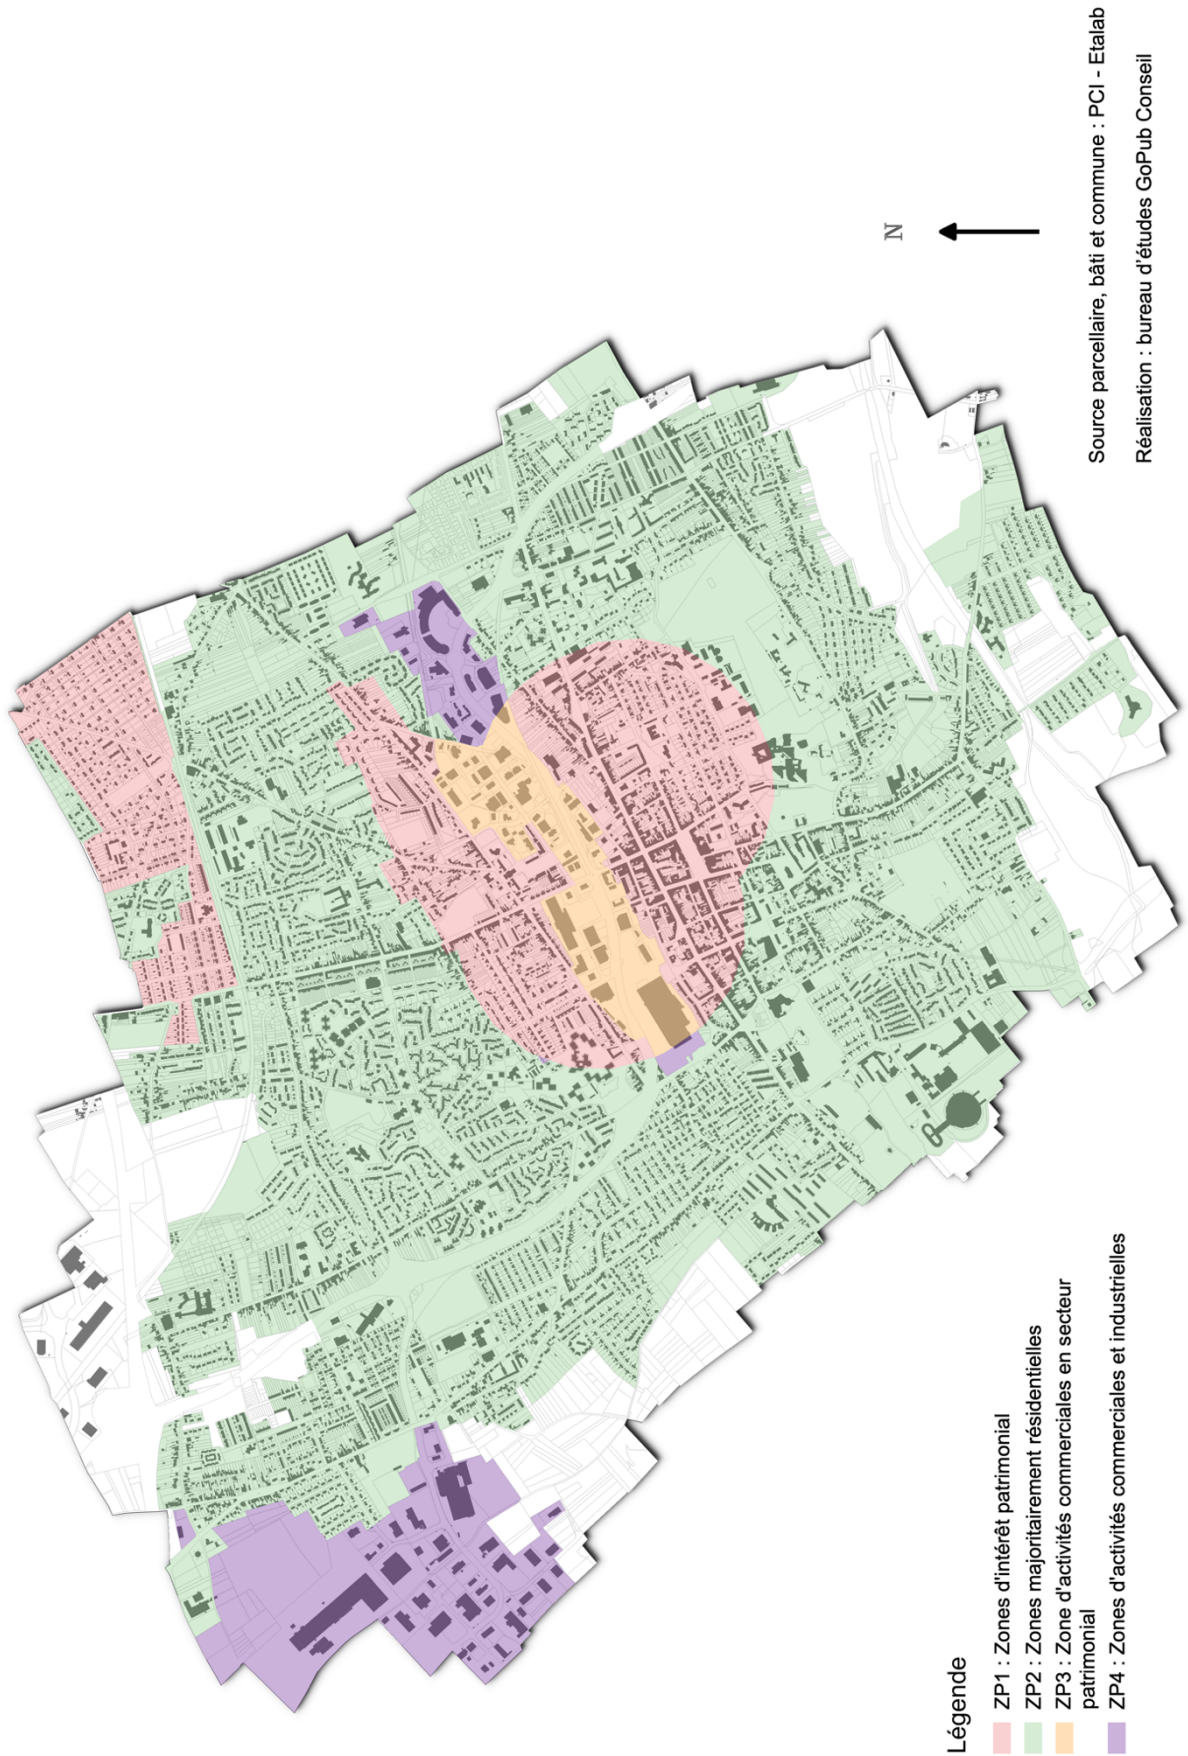 N
Source parcellaire, bâti et commune : PCI - Etalab
Réalisation : bureau d'études GoPub Conseil
Légende
ZP1 : Zones d'intérêt patrimonial
ZP2 : Zones majoritairement résidentielles
ZP3 : Zone d'activités commerciales en secteur
patrimonial
ZP4 : Zones d'activités commerciales et industrielles